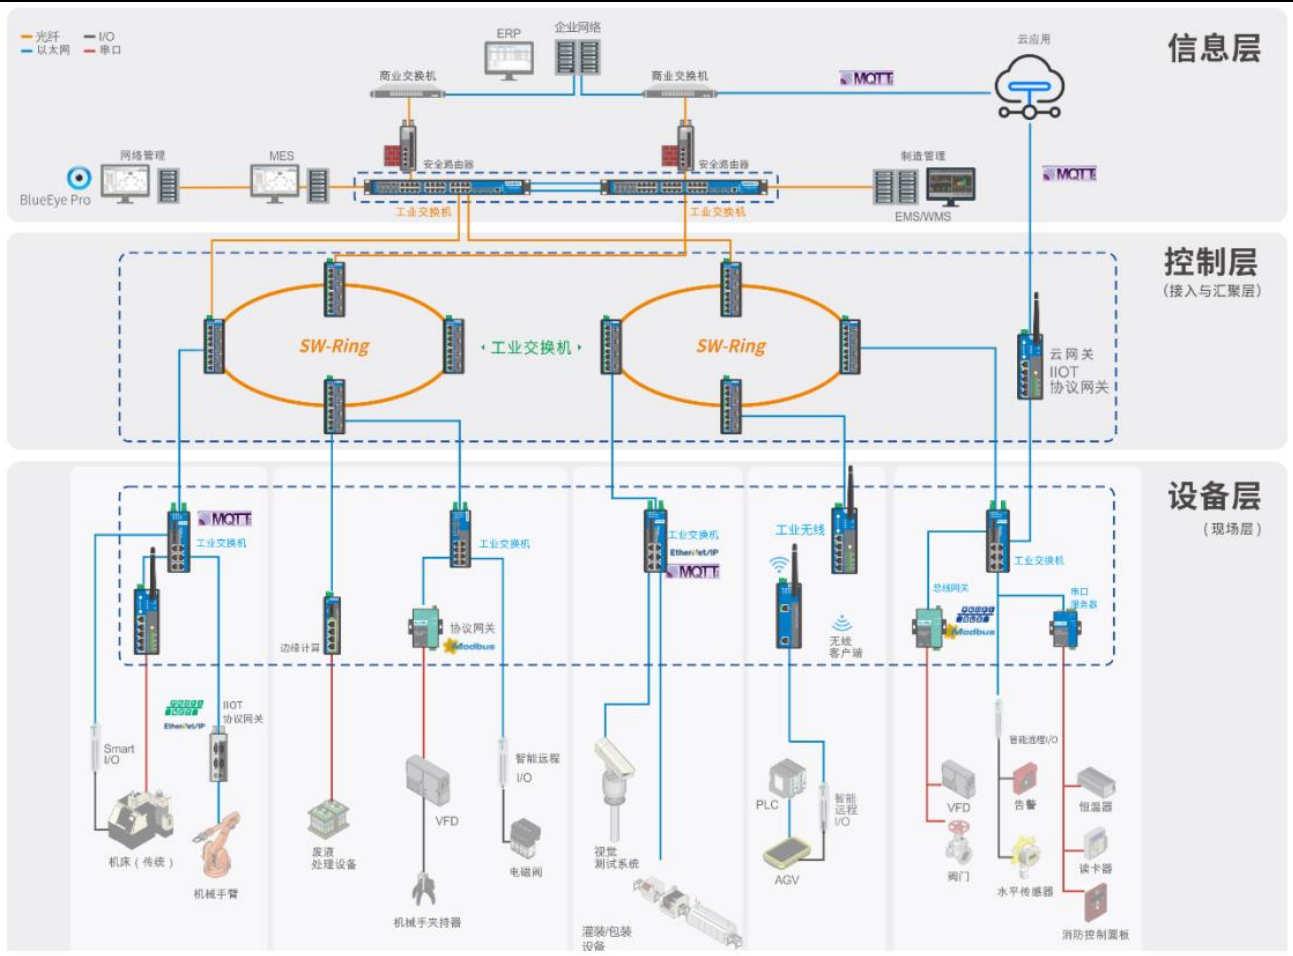 光纤
I/O
以太网
串口
ERP
企业网络
商业交换机
商业交换机
MQTT
云应用
信息层
网络管理
MES
安全路由器
安全路由器
制造管理
MQTT
BlueEye Pro
工业交换机
工业交换机
EMS/WMS
控制层
(接入与汇聚层)
SW-Ring
工业交换机
SW-Ring
云网关
IIOT
协议网关
设备层
(现场层)
MQTT
工业交换机
工业交换机
工业交换机
EtherNet/IP
MQTT
工业无线
工业交换机
总线网关
PROFI
BUS
Modbus
串口
服务器
边缘计算
协议网关
Modbus
无线
客户端
PROFI
NET
EtherNet/IP
IIOT
协议网关
Smart
I/O
智能远程
I/O
智能远程I/O
VFD
PLC
智能
远程
I/O
VFD
告警
恒温器
机床（传统）
废液
处理设备
电磁阀
视觉
测试系统
AGV
阀门
水平传感器
读卡器
机械手臂
机械手夹持器
灌装/包装
设备
消防控制面板